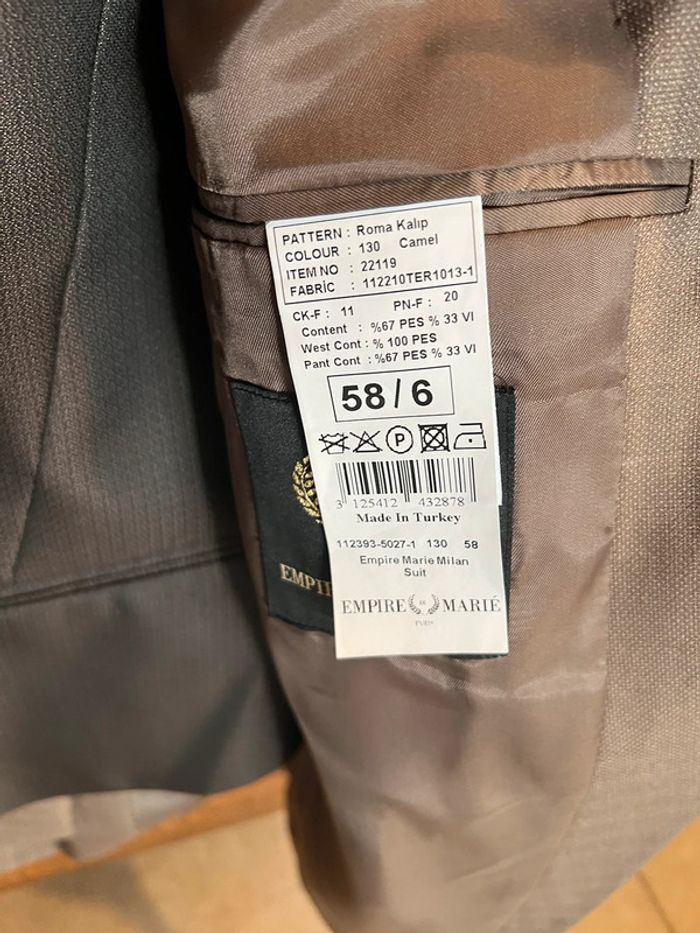 PATTERN : Roma Kalıp
COLOUR : 130 Camel
ITEM NO : 22119
FABRİC : 112210TER1013-1
CK-F : 11 PN-F : 20
Content : %67 PES % 33 VI
West Cont : % 100 PES
Pant Cont : %67 PES % 33 VI
58 / 6
P
3 125412 432878
Made In Turkey
112393-5027-1 130 58
Empire Marie Milan
Suit
EMPIRE MARIÉ
PARIS
EMPI